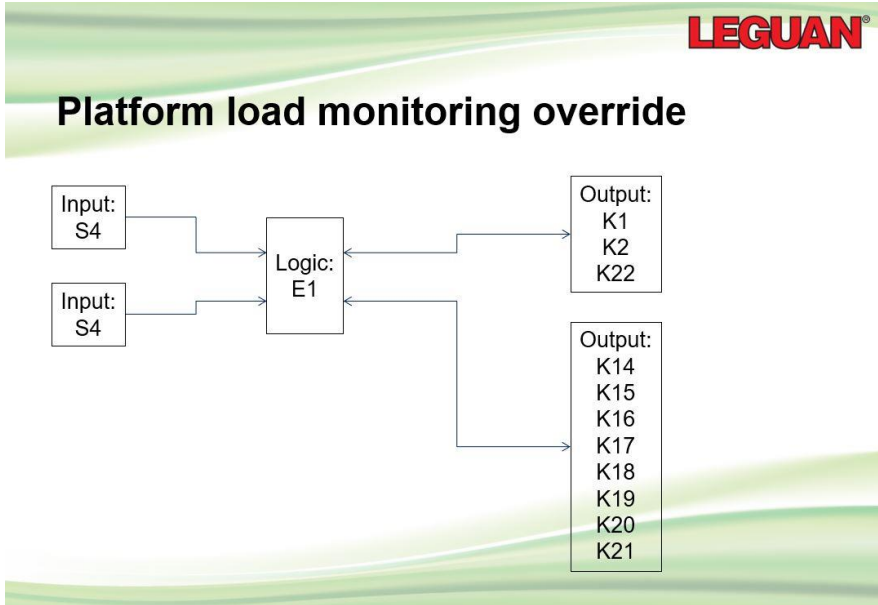 LEGUAN®
Platform load monitoring override
Input:
S4
Input:
S4
Logic:
E1
Output:
K1
K2
K22
Output:
K14
K15
K16
K17
K18
K19
K20
K21